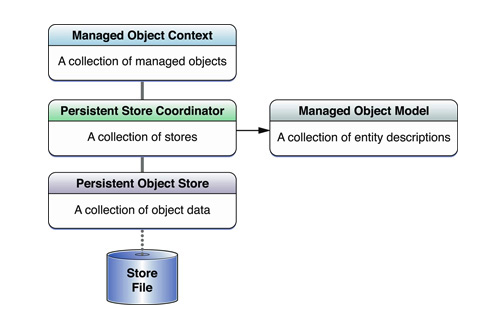 Managed Object Context
A collection of managed objects
Persistent Store Coordinator
A collection of stores
Managed Object Model
A collection of entity descriptions
Persistent Object Store
A collection of object data
Store
File